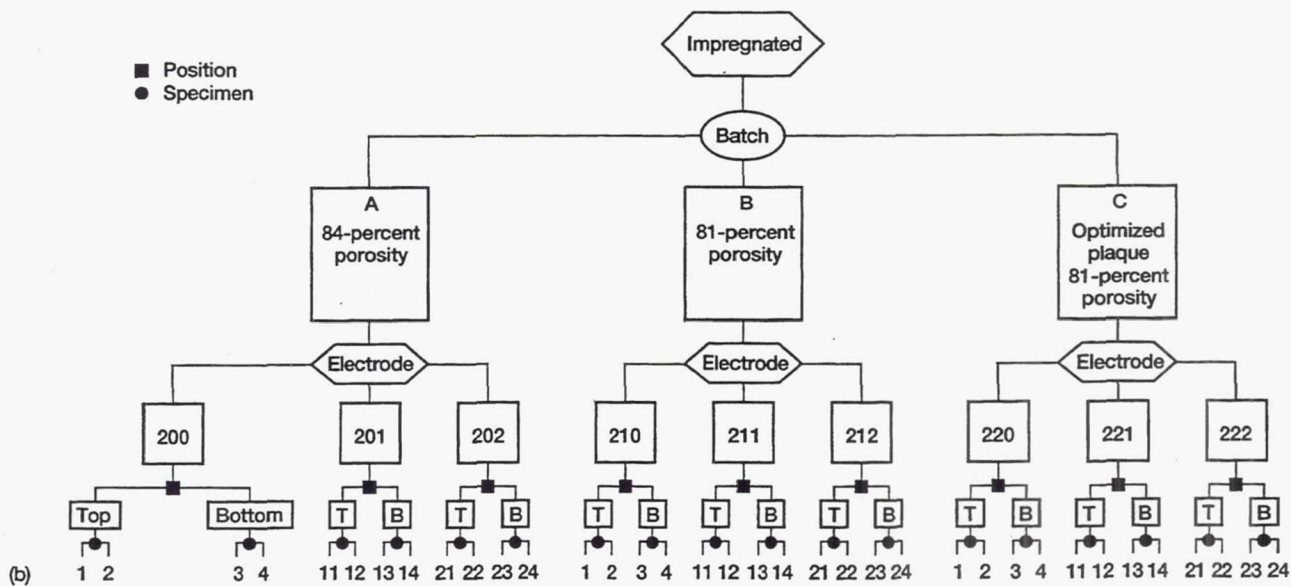 Impregnated
Position
Specimen
Batch
A
84-percent
porosity
B
81-percent
porosity
C
Optimized
plaque
81-percent
porosity
Electrode Electrode Electrode
200 201 202 210 211 212 220 221 222
Top Bottom T B T B T B T B T B T B T B T B
(b) 1 2 3 4 11 12 13 14 21 22 23 24 1 2 3 4 11 12 13 14 21 22 23 24 1 2 3 4 11 12 13 14 21 22 23 24